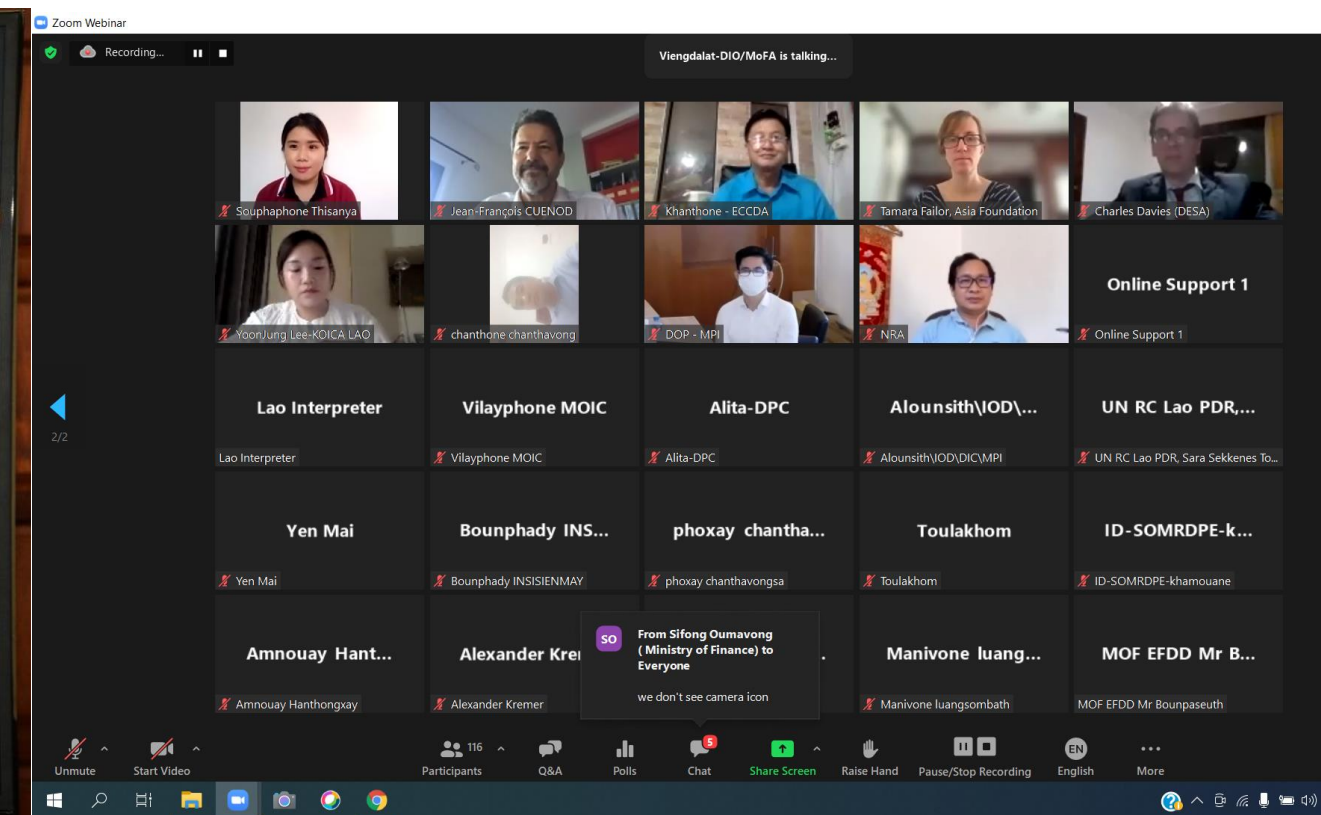 Zoom Webinar
Recording...
Viengdalat-DIO/MoFA is talking...
Souphaphone Thisanya
Jean-François CUENOD
Khanthone - ECCDA
Tamara Failor, Asia Foundation
Charles Davies (DESA)
YoonJung Lee-KOICA LAO
chanthone chanthavong
DOP - MPI
NRA
Online Support 1
Online Support 1
2/2
Lao Interpreter
Vilayphone MOIC
Alita-DPC
Alounsith\IOD\...
UN RC Lao PDR,...
Lao Interpreter
Vilayphone MOIC
Alita-DPC
Alounsith\IOD\DIC\MPI
UN RC Lao PDR, Sara Sekkenes To...
Yen Mai
Bounphady INS...
phoxay chantha...
Toulakhom
ID-SOMRDPE-k...
Yen Mai
Bounphady INSISIENMAY
phoxay chanthavongsa
Toulakhom
ID-SOMRDPE-khamouane
Amnouay Hant...
Alexander Kre
Manivone luang...
MOF EFDD Mr B...
Amnouay Hanthongxay
Alexander Kremer
Manivone luangsombath
MOF EFDD Mr Bounpaseuth
SO
From Sifong Oumavong
( Ministry of Finance) to
Everyone
we don't see camera icon
Unmute
Start Video
116
Participants
Q&A
Polls
5
Chat
Share Screen
Raise Hand
Pause/Stop Recording
EN
English
More